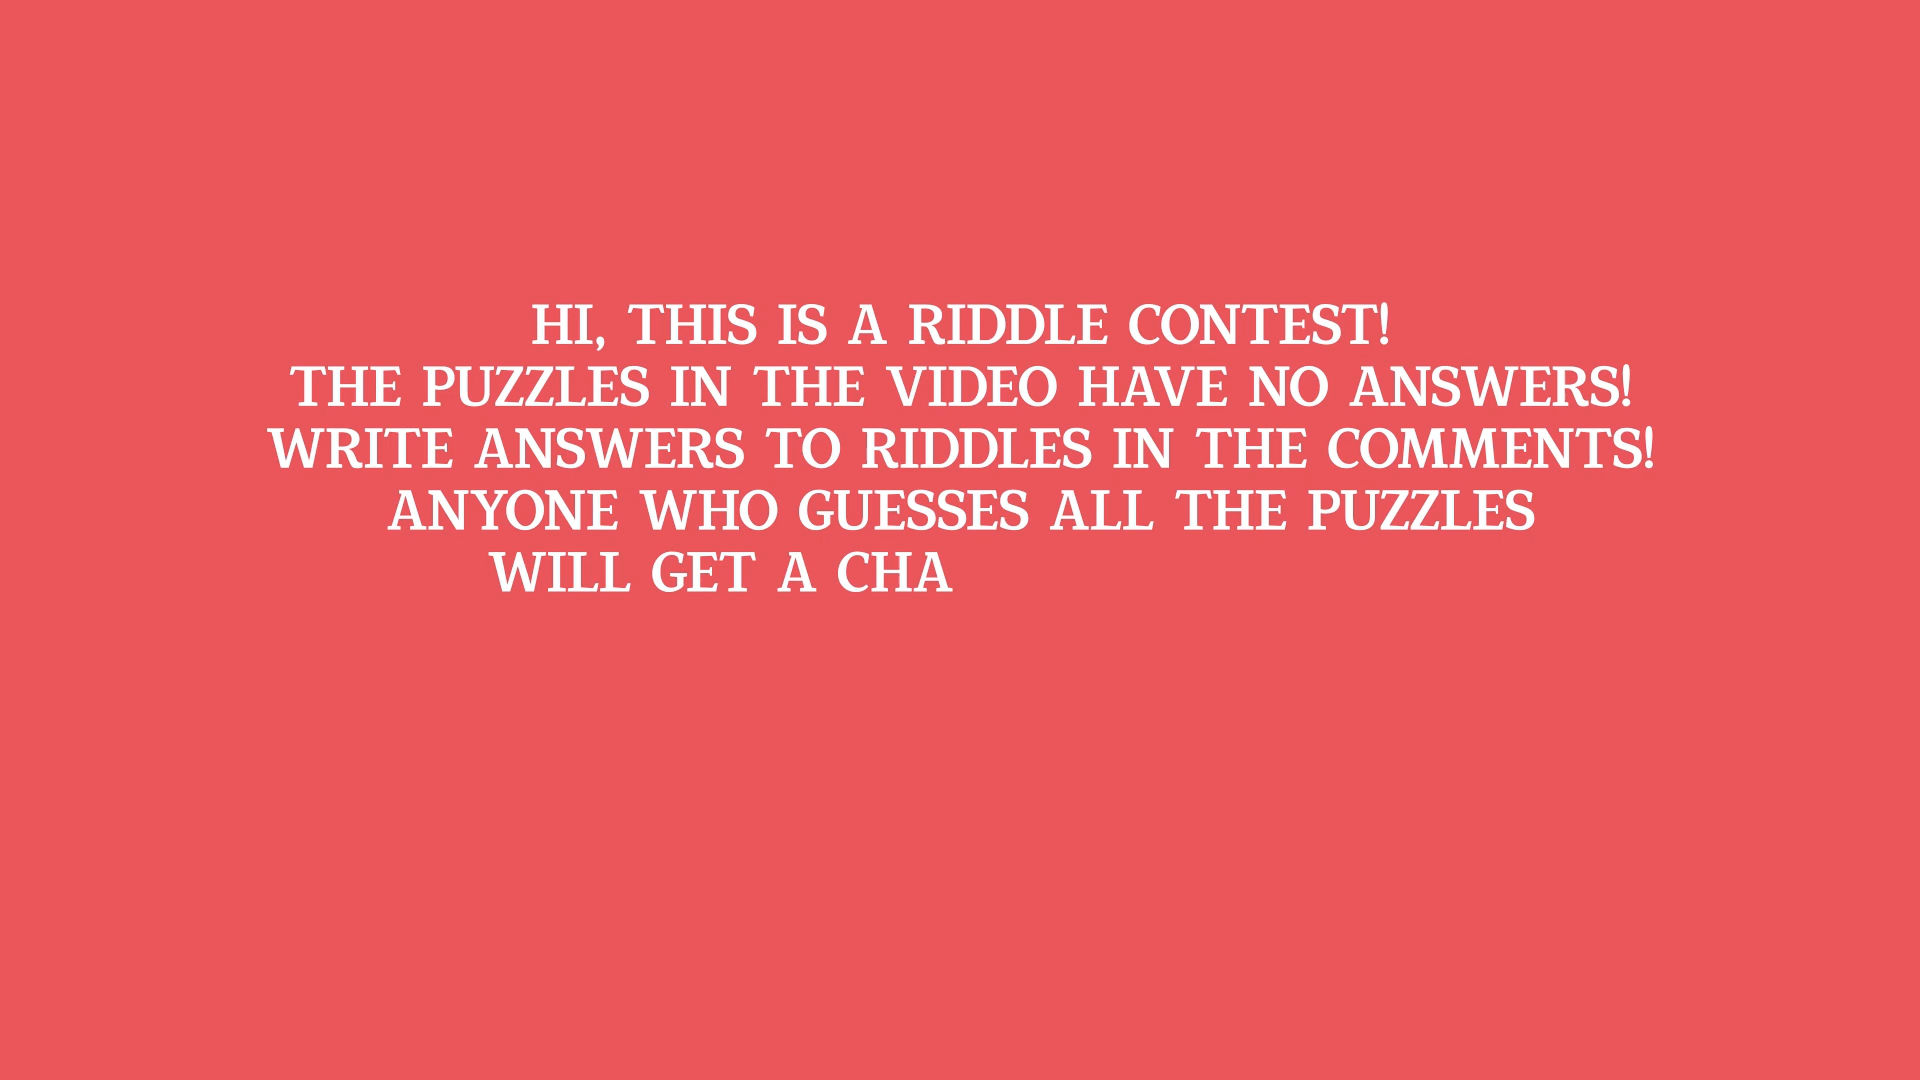 HI, THIS IS A RIDDLE CONTEST!
THE PUZZLES IN THE VIDEO HAVE NO ANSWERS!
WRITE ANSWERS TO RIDDLES IN THE COMMENTS!
ANYONE WHO GUESSES ALL THE PUZZLES
WILL GET A CHA